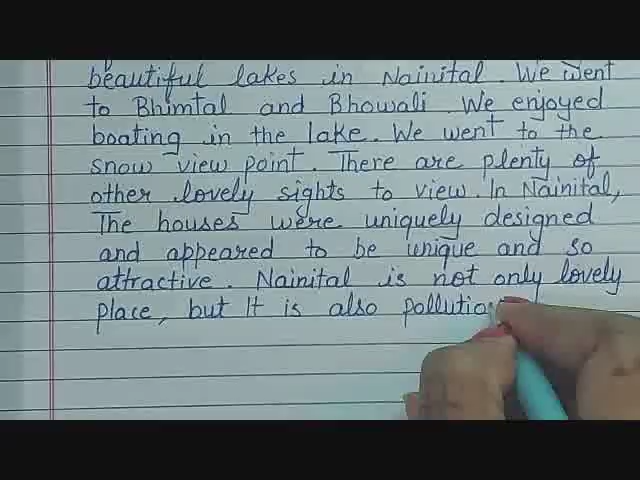 beautiful lakes in Nainital. We went
to Bhimtal and Bhowali. We enjoyed
boating in the lake. We went to the
snow view point. There are plenty of
other lovely sights to view. In Nainital,
The houses were uniquely designed
and appeared to be unique and so
attractive. Nainital is not only lovely
place, but It is also pollutio